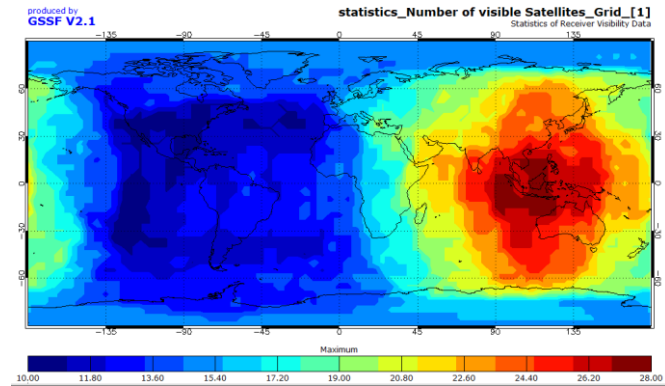 produced by
GSSF V2.1
statistics_Number of visible Satellites_Grid_[1]
Statistics of Receiver Visibility Data
−135 −90 −45 0 45 90 135
60 60
30 30
0 0
−30 −30
−60 −60
−135 −90 −45 0 45 90 135
Maximum
10.00 11.80 13.60 15.40 17.20 19.00 20.80 22.60 24.40 26.20 28.00